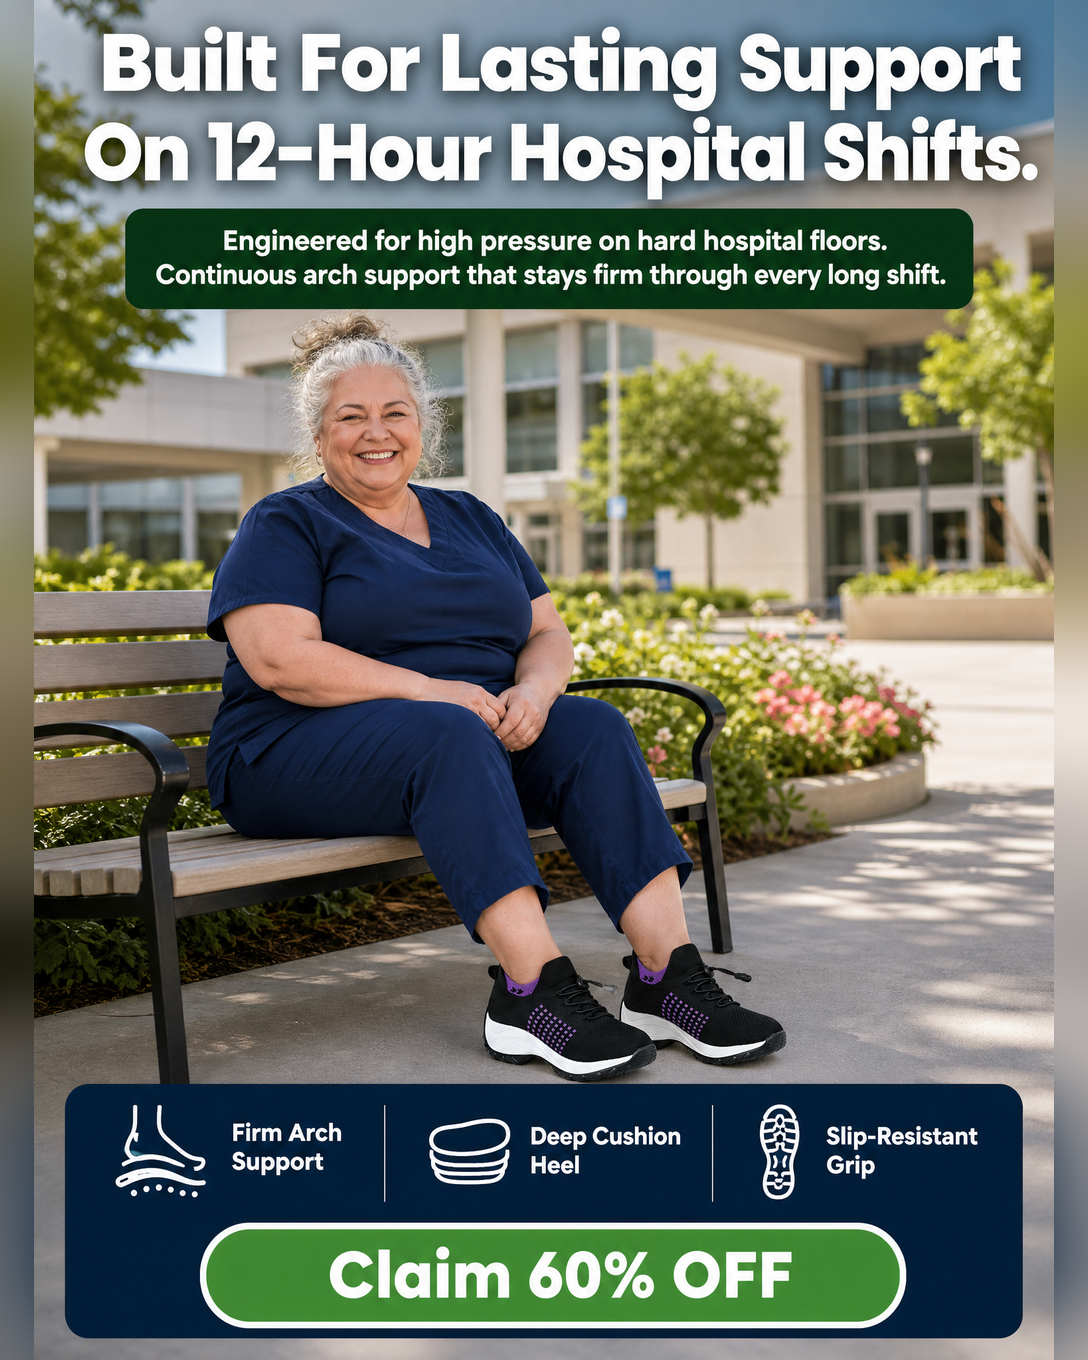 Built For Lasting Support
On 12-Hour Hospital Shifts.
Engineered for high pressure on hard hospital floors.
Continuous arch support that stays firm through every long shift.
Firm Arch
Support
Deep Cushion
Heel
Slip-Resistant
Grip
Claim 60% OFF